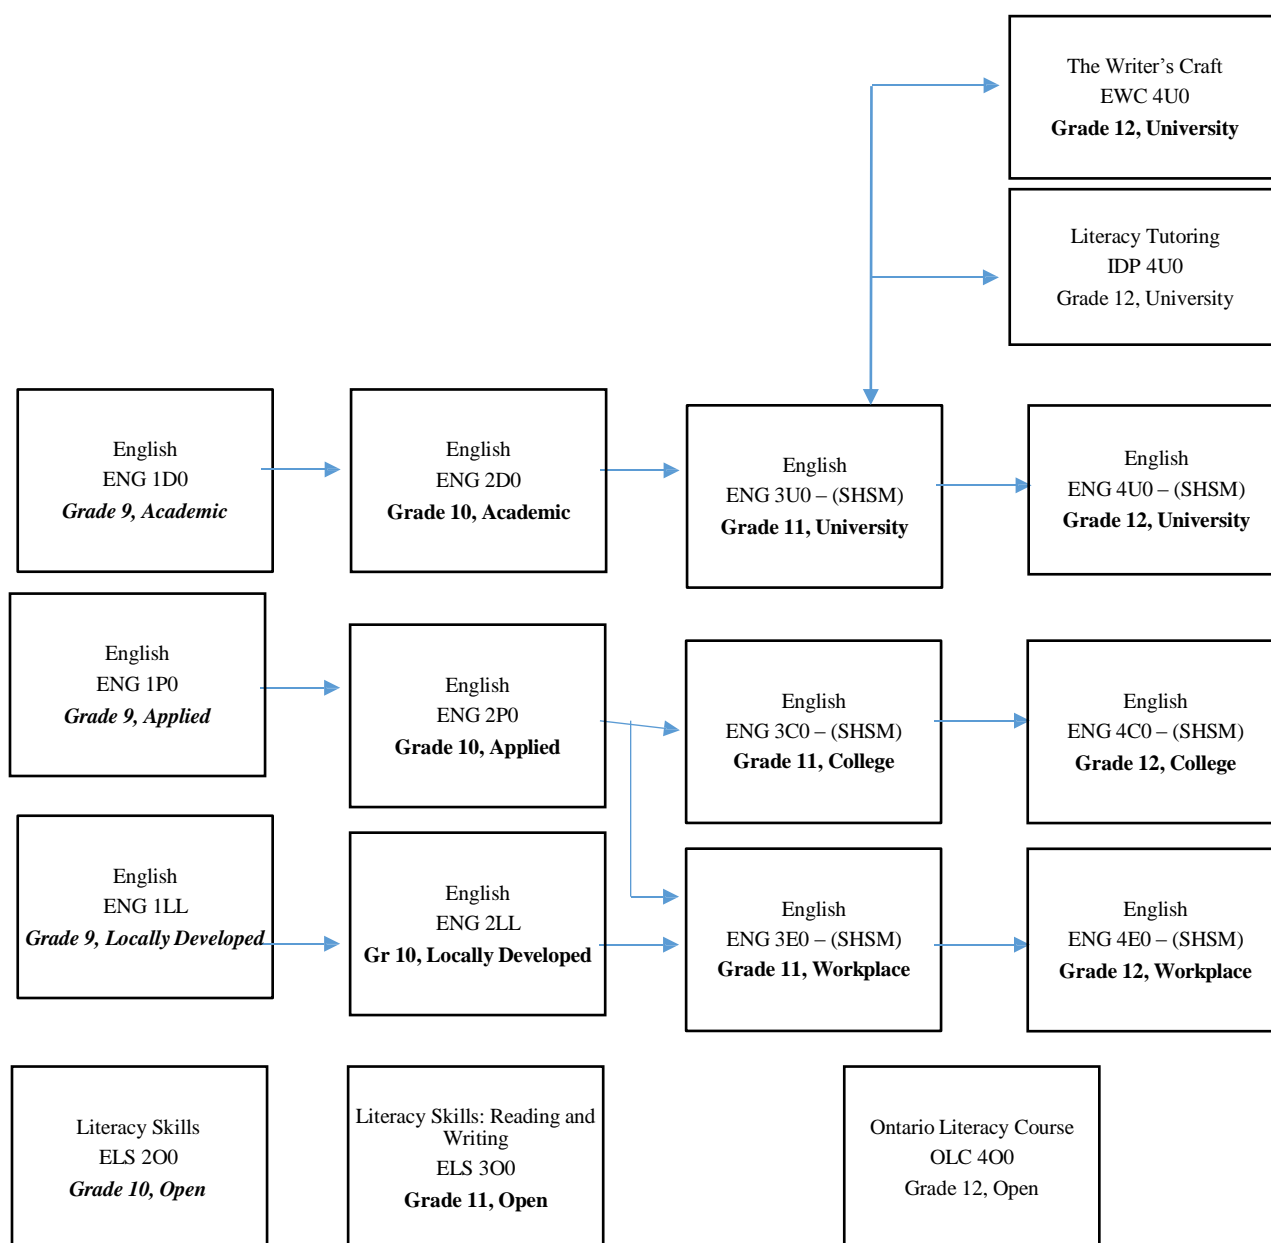 The Writer’s Craft
EWC 4U0
Grade 12, University
Literacy Tutoring
IDP 4U0
Grade 12, University
English
ENG 1D0
Grade 9, Academic
English
ENG 2D0
Grade 10, Academic
English
ENG 3U0 – (SHSM)
Grade 11, University
English
ENG 4U0 – (SHSM)
Grade 12, University
English
ENG 1P0
Grade 9, Applied
English
ENG 2P0
Grade 10, Applied
English
ENG 3C0 – (SHSM)
Grade 11, College
English
ENG 4C0 – (SHSM)
Grade 12, College
English
ENG 1LL
Grade 9, Locally Developed
English
ENG 2LL
Gr 10, Locally Developed
English
ENG 3E0 – (SHSM)
Grade 11, Workplace
English
ENG 4E0 – (SHSM)
Grade 12, Workplace
Literacy Skills
ELS 2O0
Grade 10, Open
Literacy Skills: Reading and
Writing
ELS 3O0
Grade 11, Open
Ontario Literacy Course
OLC 4O0
Grade 12, Open